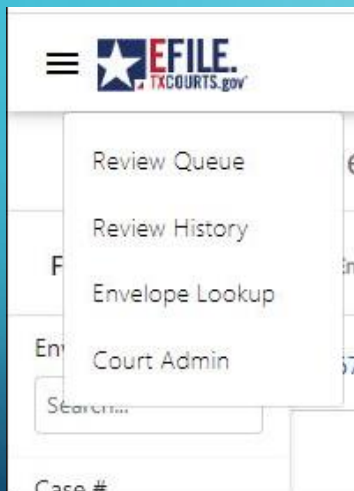 EFILE.
TXCOURTS.gov
Review Queue
Review History
Envelope Lookup
Court Admin
Search...
Case #